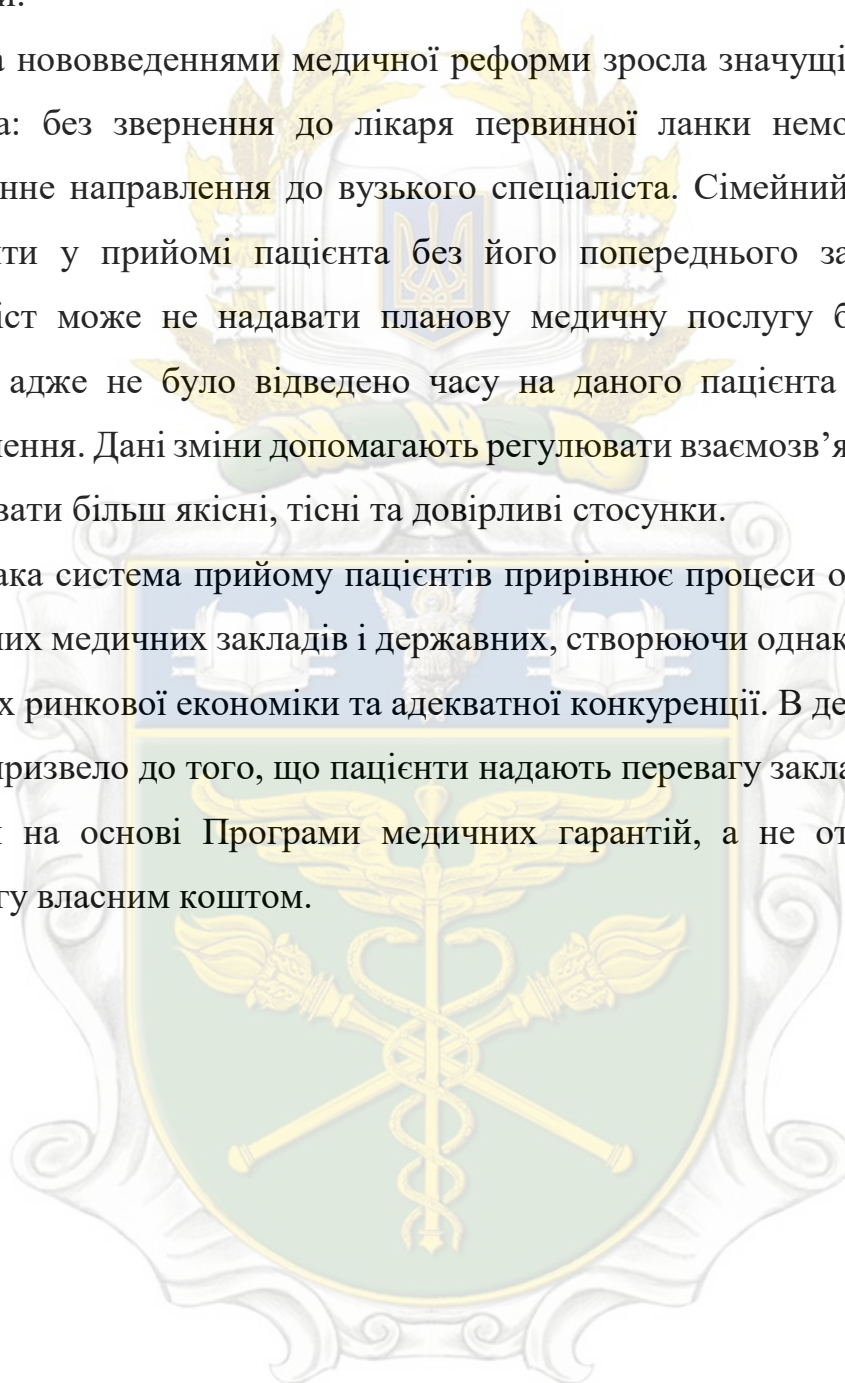 и.
нововведеннями медичної реформи зросла значущі
а: без звернення до лікаря первинної ланки немо
нне направлення до вузького спеціаліста. Сімейний
ити у прийомі пацієнта без його попереднього за
іст може не надавати планову медичну послугу б
адже не було відведено часу на даного пацієнта
лення. Дані зміни допомагають регулювати взаємозв’я
вати більш якісні, тісні та довірливі стосунки.
ака система прийому пацієнтів прирівнює процеси о
них медичних закладів і державних, створюючи однак
х ринкової економіки та адекватної конкуренції. В де
призвело до того, що пацієнти надають перевагу закла
на основі Програми медичних гарантій, а не от
гу власним коштом.